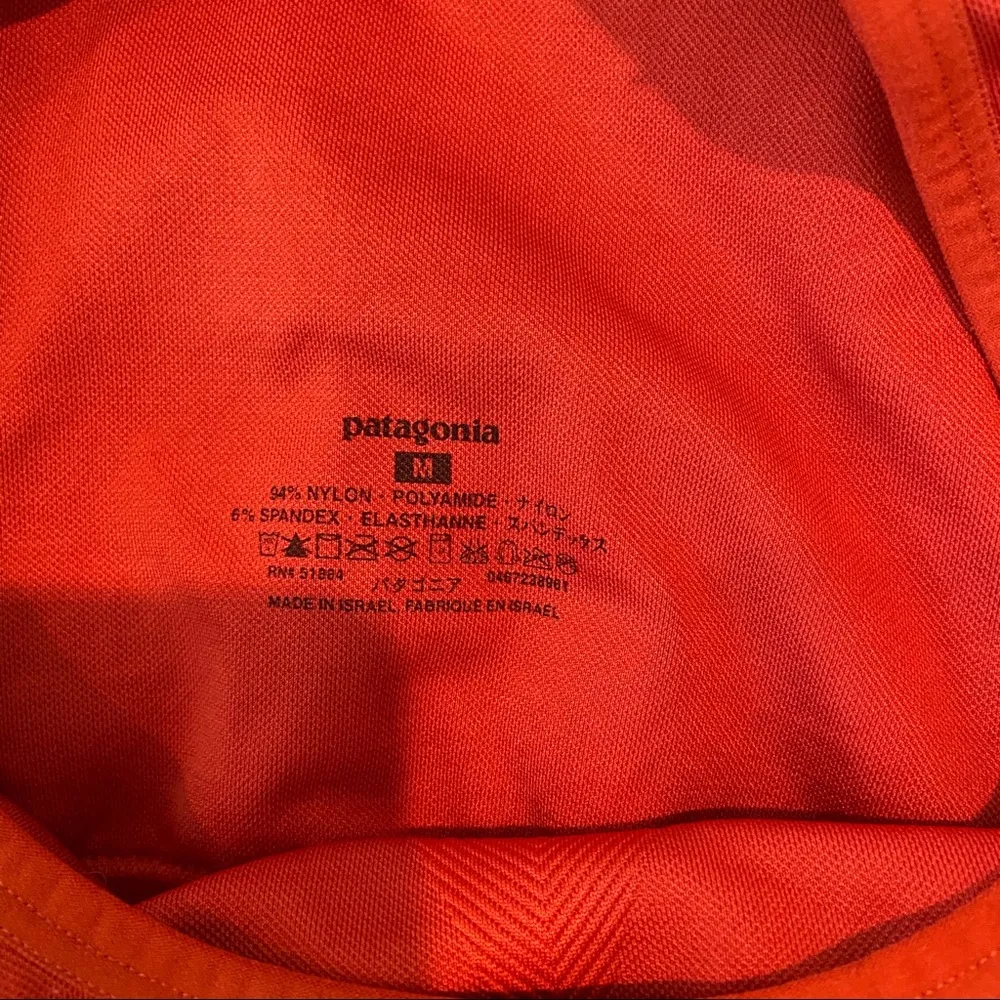 patagonia
M
94% NYLON · POLYAMIDE · ナイロン
6% SPANDEX · ELASTHANNE · スパンデックス
RN# 51884 パタゴニア
MADE IN ISRAEL, FABRIQUÉ EN ISRAEL